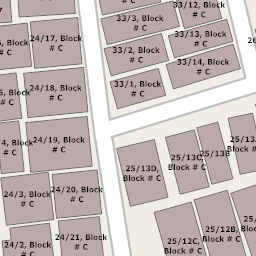 33/12, Block
# C
33/3, Block
# C
24/17, Block
# C
33/13, Block
# C
33/2, Block
# C
33/14, Block
# C
33/1, Block
# C
24/18, Block
# C
24/19, Block
# C
25/13D,
Block # C
25/13C,
Block # C
25/13B
24/3, Block
# C
24/20, Block
# C
24/21, Block
# C
24/2, Block
# C
25/12C,
Block # C
25/12B,
Block # C